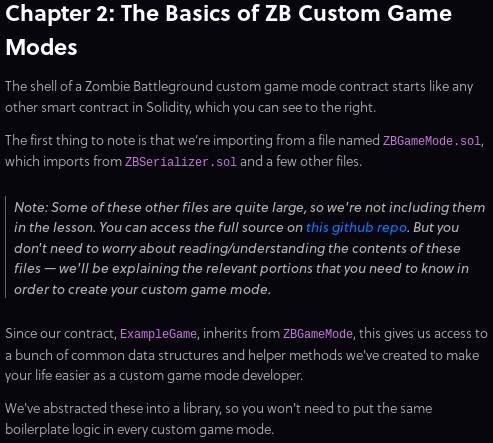 Chapter 2: The Basics of ZB Custom Game
Modes
The shell of a Zombie Battleground custom game mode contract starts like any
other smart contract in Solidity, which you can see to the right.
The first thing to note is that we're importing from a file named ZBGameMode.sol,
which imports from ZBSerializer.sol and a few other files.
Note: Some of these other files are quite large, so we're not including them
in the lesson. You can access the full source on this github repo. But you
don't need to worry about reading/understanding the contents of these
files — we'll be explaining the relevant portions that you need to know in
order to create your custom game mode.
Since our contract, ExampleGame, inherits from ZBGameMode, this gives us access to
a bunch of common data structures and helper methods we've created to make
your life easier as a custom game mode developer.
We've abstracted these into a library, so you won't need to put the same
boilerplate logic in every custom game mode.